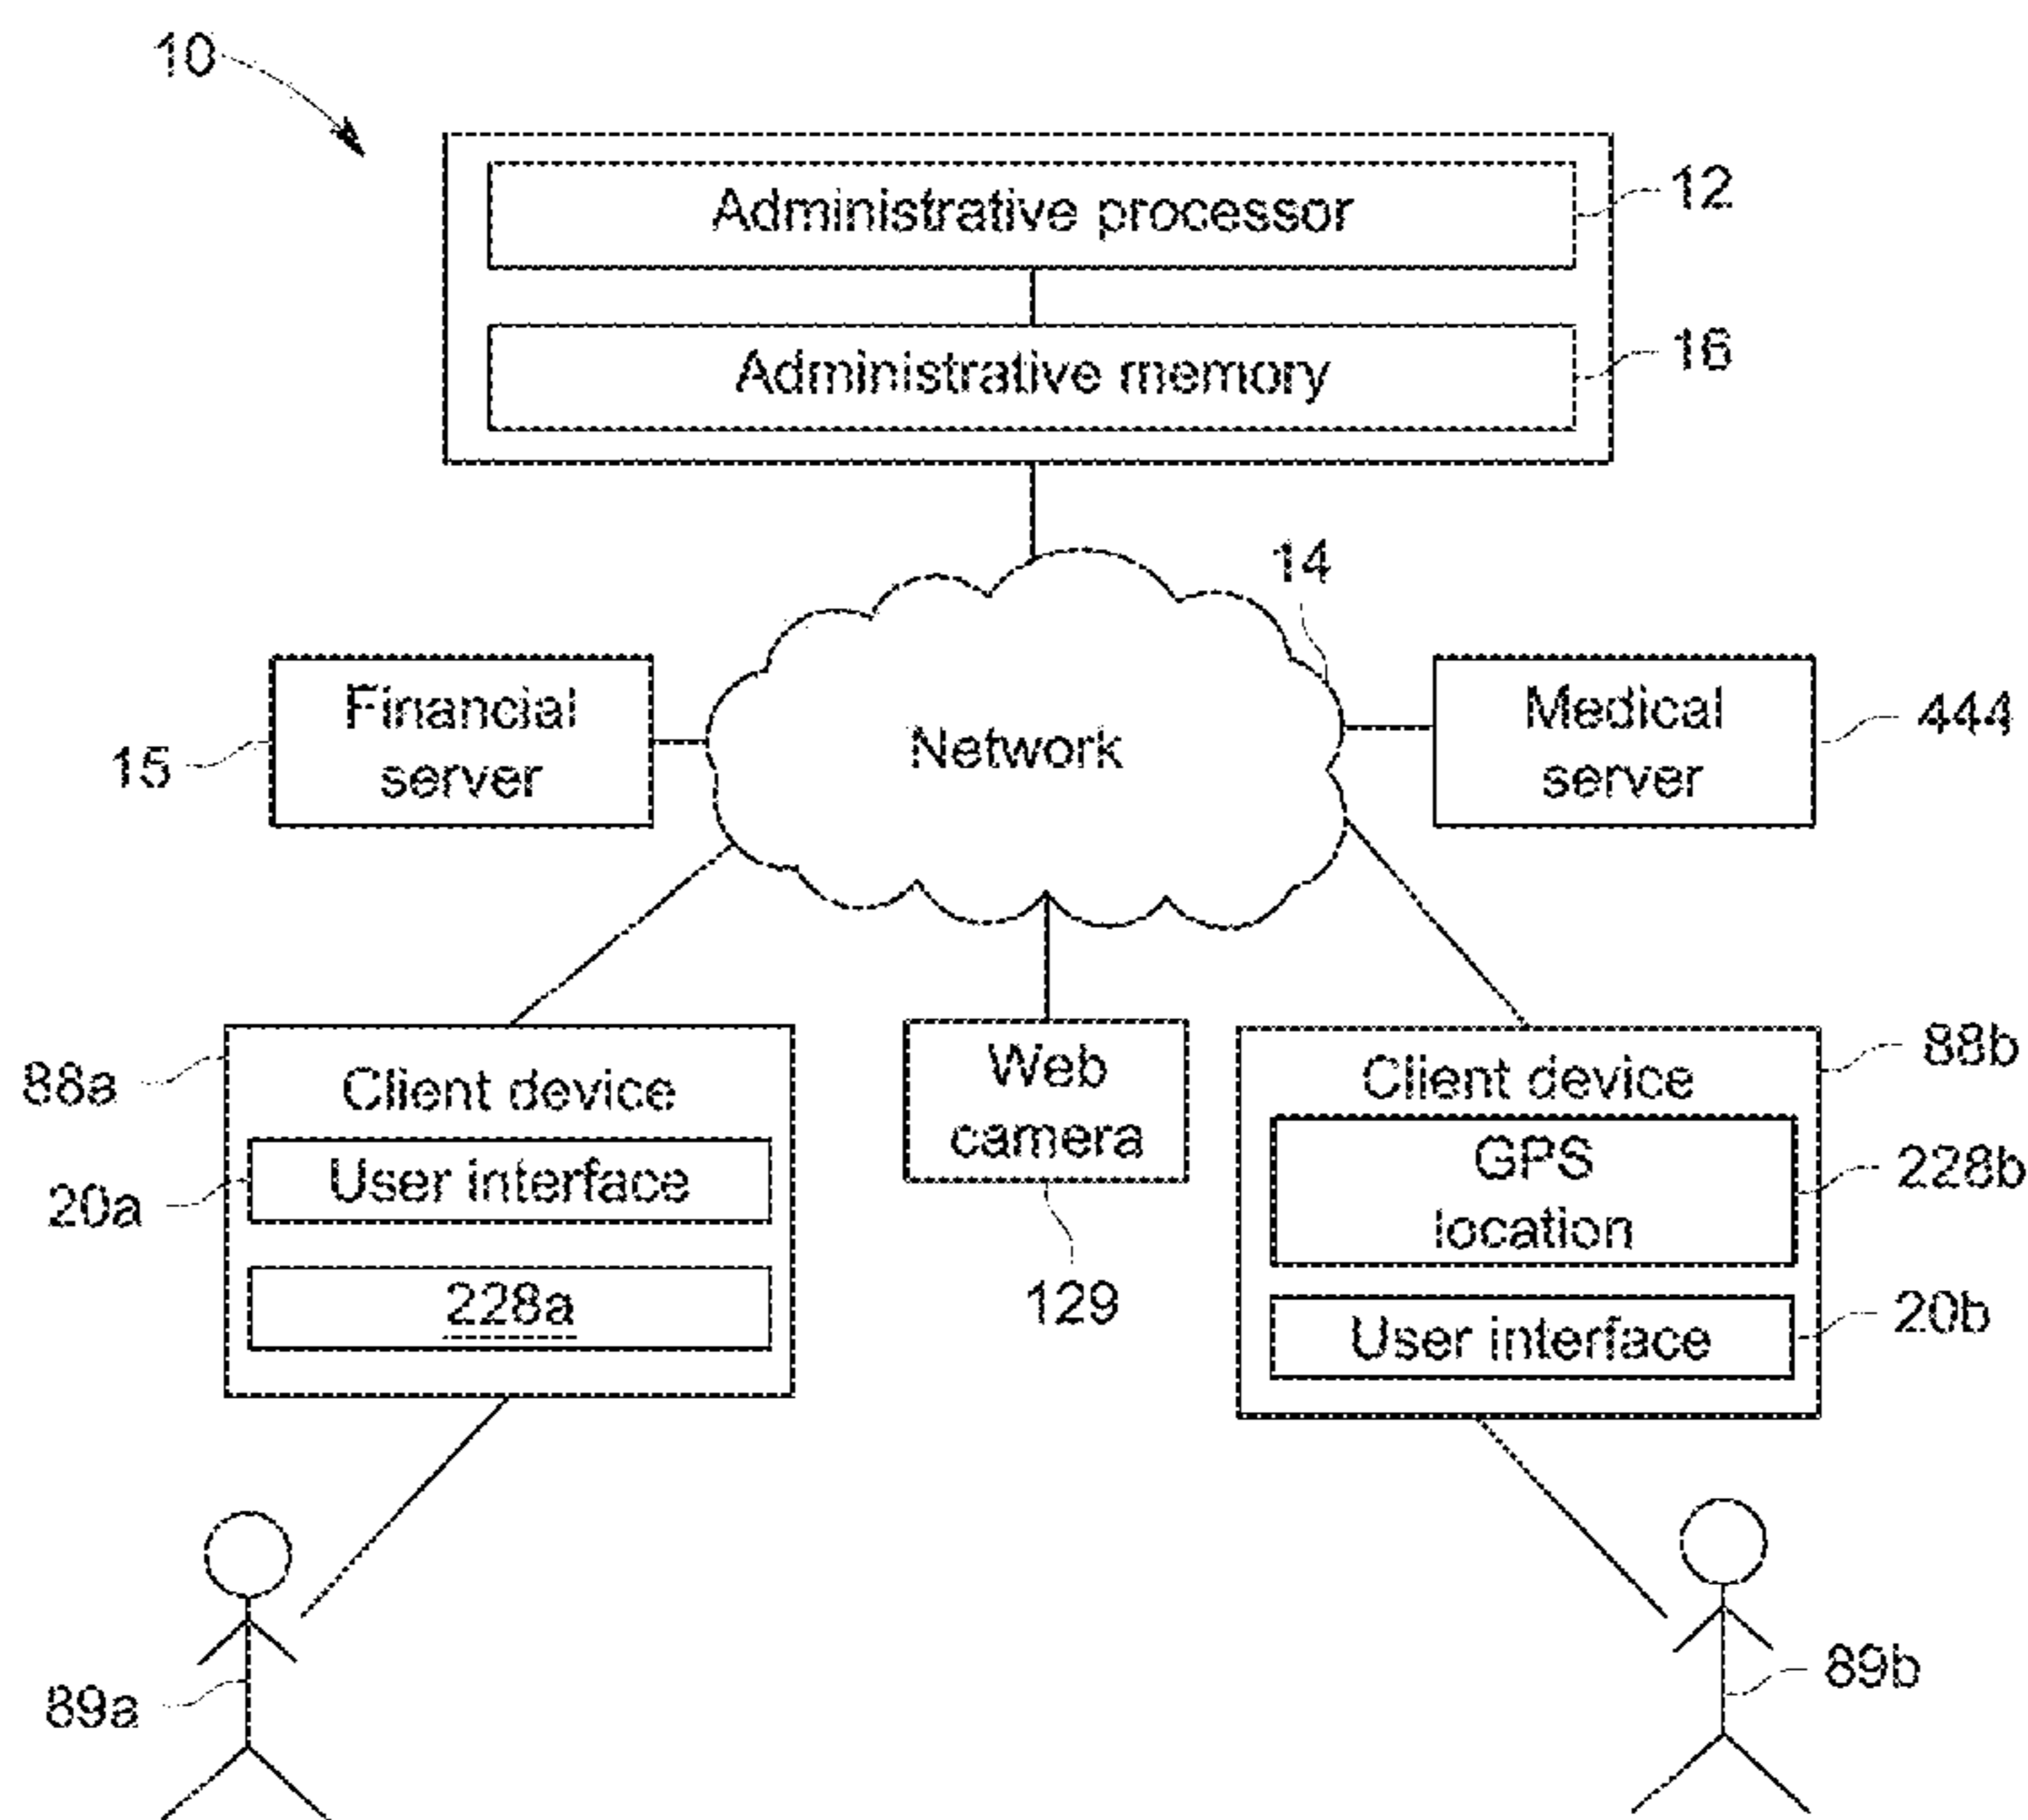 10
Administrative processor
12
Administrative memory
16
14
Financial
server
15
Network
Medical
server
444
88a
Client device
User interface
20a
228a
Web
camera
129
Client device
88b
GPS
location
228b
User interface
20b
89a
89b